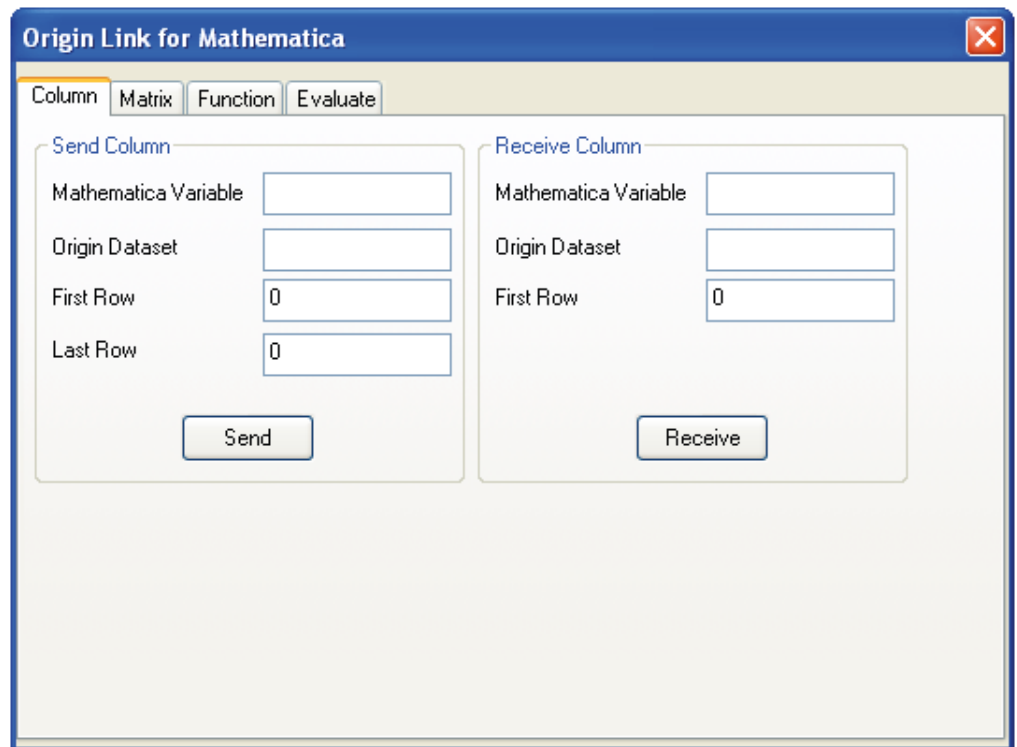 Origin Link for Mathematica
Column Matrix Function Evaluate
Send Column
Mathematica Variable
Origin Dataset
First Row 0
Last Row 0
Send
Receive Column
Mathematica Variable
Origin Dataset
First Row 0
Receive